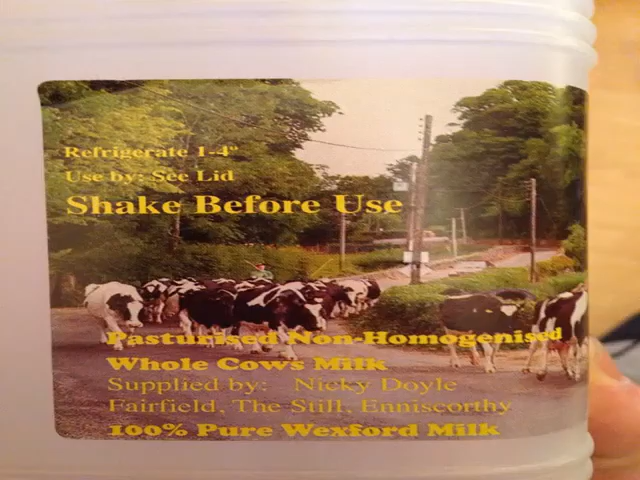 Refrigerate 1-4°
Use by: See Lid
Shake Before Use
Pasturised Non-Homogenised
Whole Cow's Milk
Supplied by: Nicky Doyle
Fairfield, The Still, Enniscorthy
100% Pure Wexford Milk